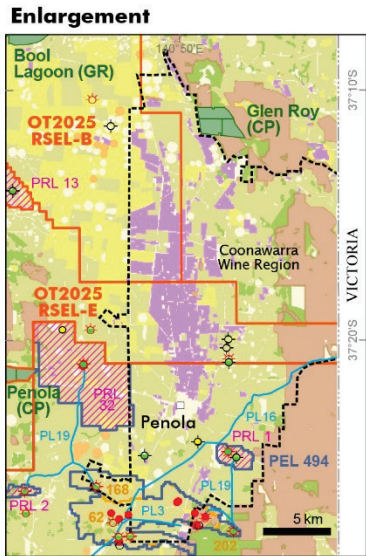 Enlargement
140°50'E
Bool
Lagoon (GR)
37°10'S
OT2025
RSEL-B
Glen Roy
(CP)
PRL 13
Coonawarra
Wine Region
VICTORIA
OT2025
RSEL-E
37°20'S
Penola
(CP)
PRL
32
Penola
PL16
PL19
PRL 1
PEL 494
PL19
PRL 2
168
62
PL3
202
5 km